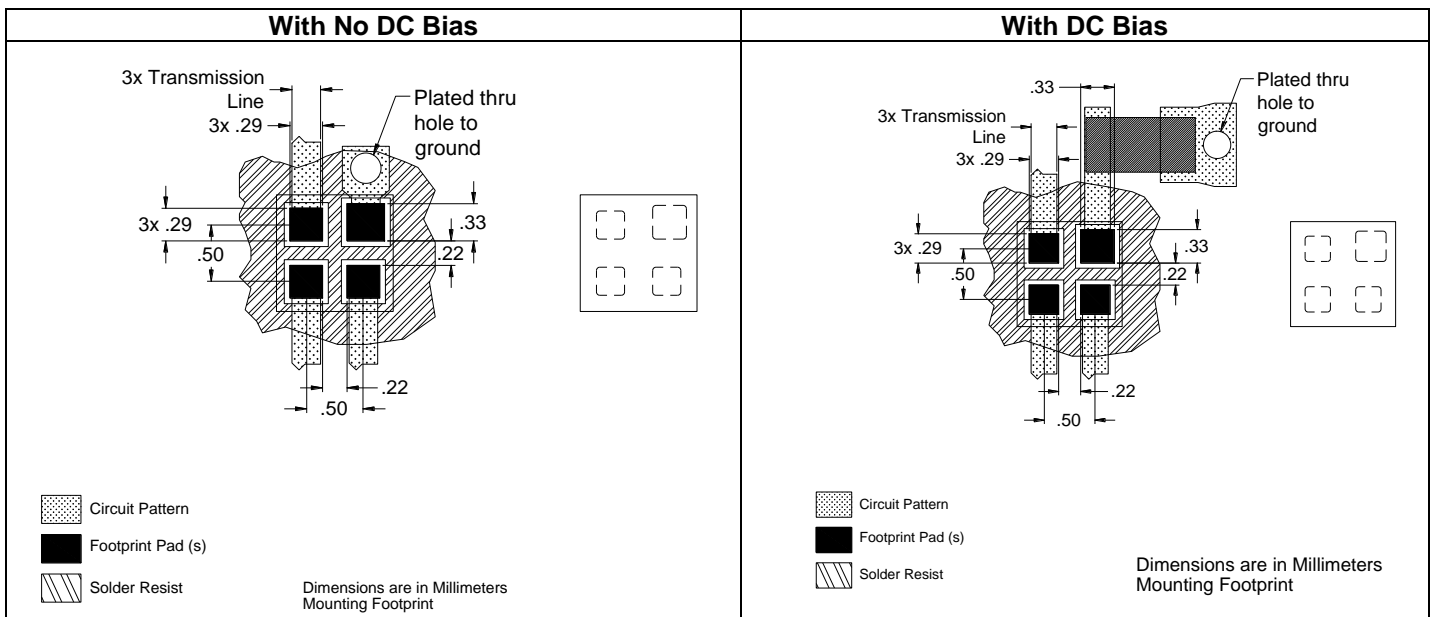 With No DC Bias
3x Transmission
Line
3x .29
Plated thru
hole to
ground
3x .29
.50
.33
.22
.22
.50
Circuit Pattern
Footprint Pad (s)
Solder Resist
Dimensions are in Millimeters
Mounting Footprint
With DC Bias
.33
3x Transmission
Line
3x .29
Plated thru
hole to
ground
3x .29
.50
.33
.22
.22
.50
Circuit Pattern
Footprint Pad (s)
Solder Resist
Dimensions are in Millimeters
Mounting Footprint